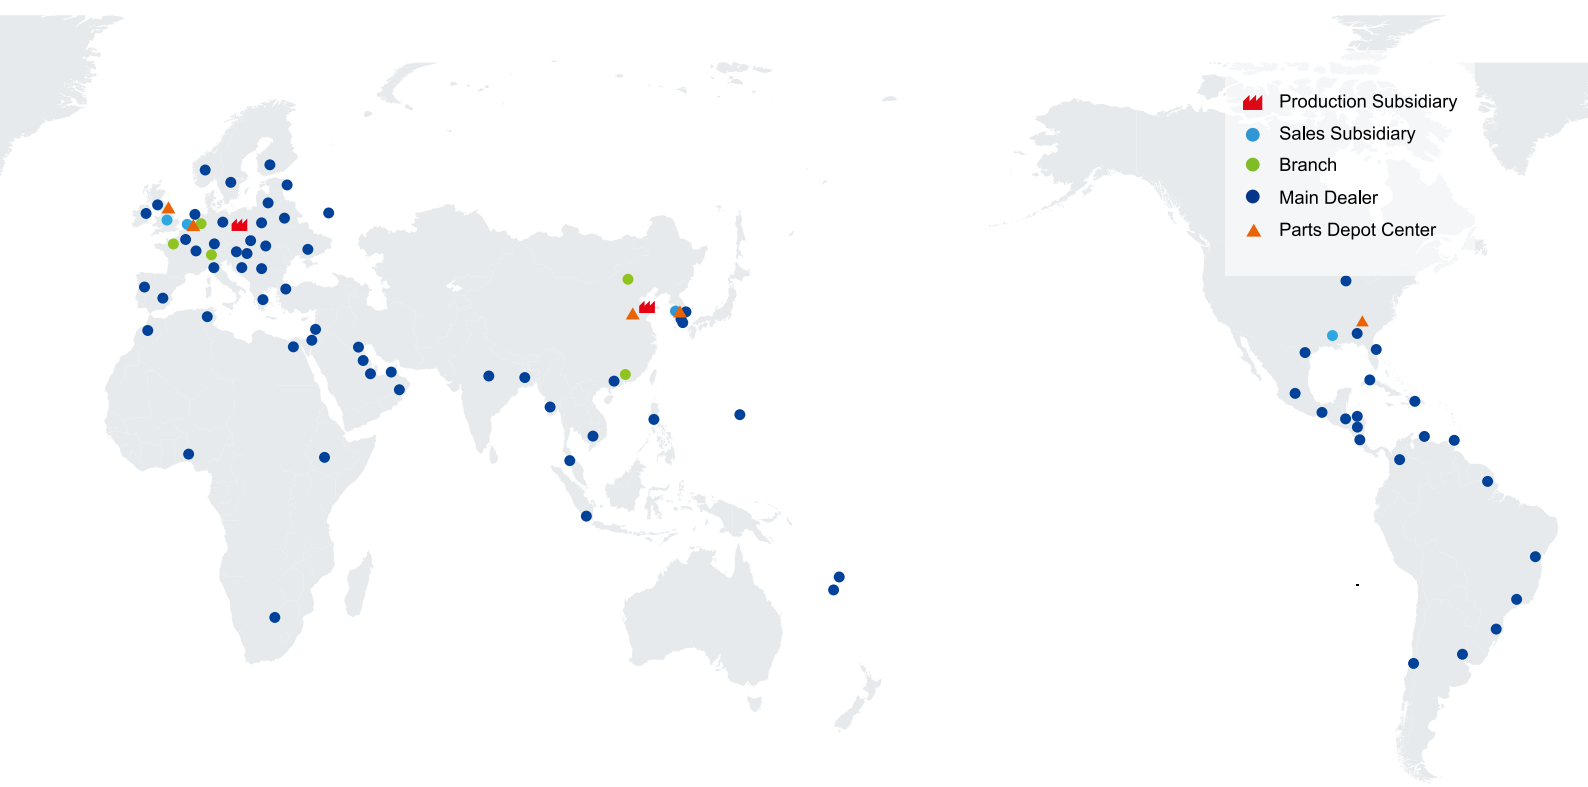 Production Subsidiary
Sales Subsidiary
Branch
Main Dealer
Parts Depot Center